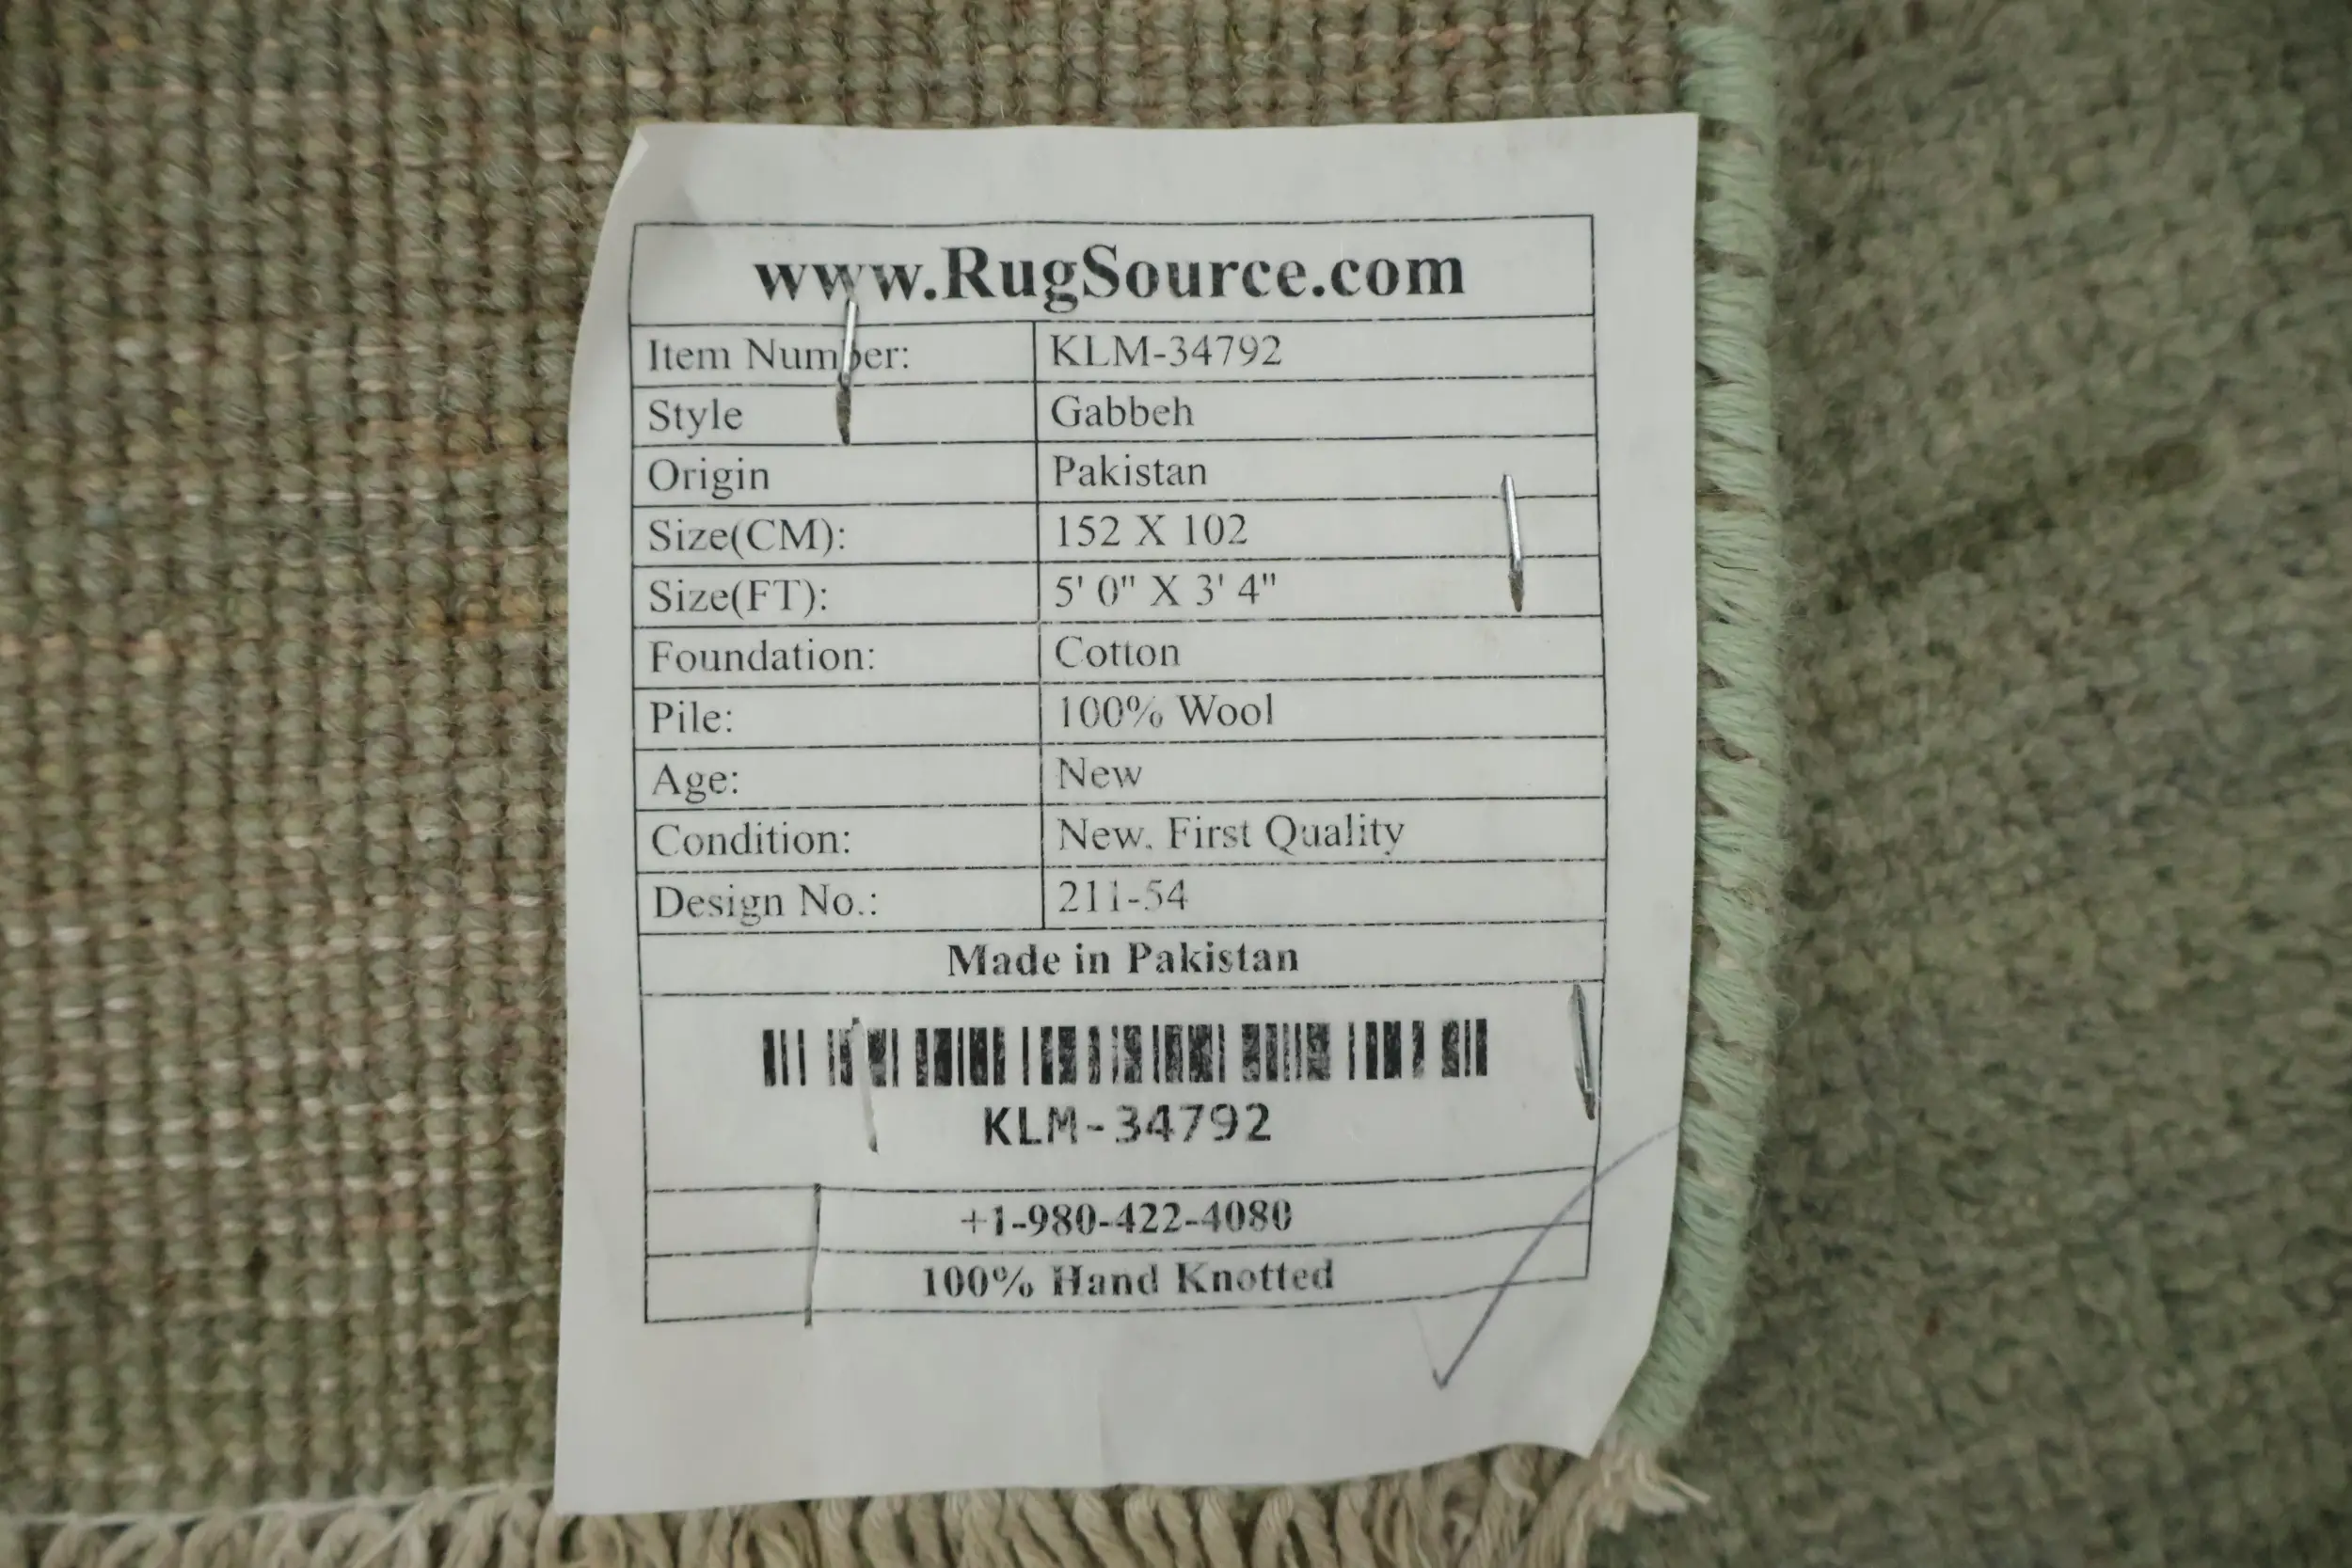 www.RugSource.com
Item Number: KLM-34792
Style Gabbeh
Origin Pakistan
Size(CM): 152 X 102
Size(FT): 5' 0" X 3' 4"
Foundation: Cotton
Pile: 100% Wool
Age: New
Condition: New. First Quality
Design No.: 211-54
Made in Pakistan
KLM-34792
+1-980-422-4080
100% Hand Knotted